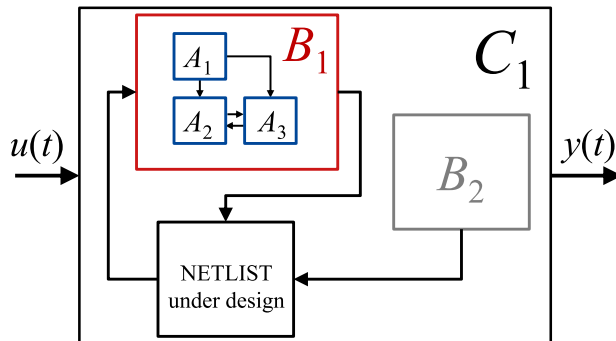 B₁
C₁
A₁
A₂
A₃
u(t)
y(t)
B₂
NETLIST
under design